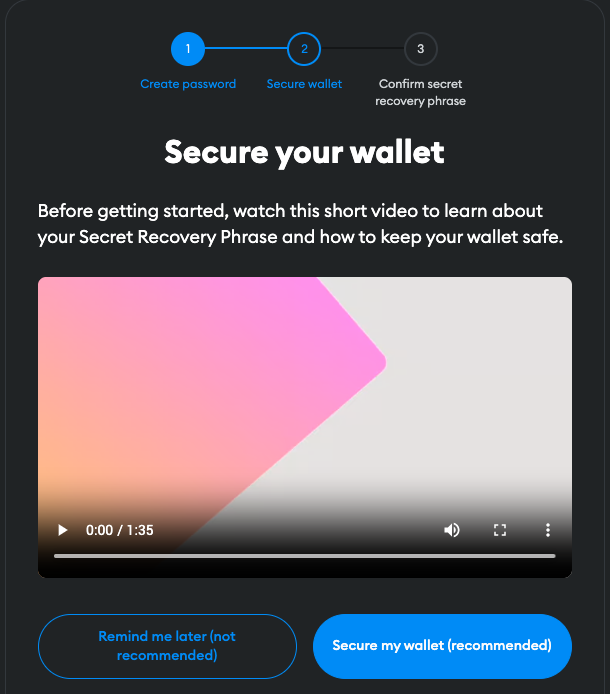 1
2
3
Create password
Secure wallet
Confirm secret
recovery phrase
Secure your wallet
Before getting started, watch this short video to learn about
your Secret Recovery Phrase and how to keep your wallet safe.
0:00 / 1:35
Remind me later (not
recommended)
Secure my wallet (recommended)